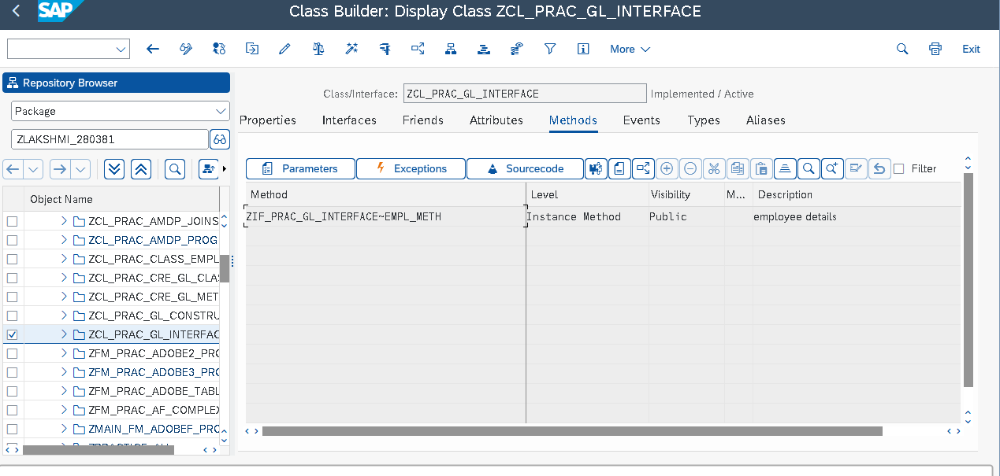 SAP
Class Builder: Display Class ZCL_PRAC_GL_INTERFACE
More
Exit
Repository Browser
Package
ZLAKSHMI_280381
Object Name
ZCL_PRAC_AMDP_JOINS
ZCL_PRAC_AMDP_PROG
ZCL_PRAC_CLASS_EMPL
ZCL_PRAC_CRE_GL_CLA
ZCL_PRAC_CRE_GL_MET
ZCL_PRAC_GL_CONSTRU
ZCL_PRAC_GL_INTERFAC
ZFM_PRAC_ADOBE2_PRO
ZFM_PRAC_ADOBE3_PRO
ZFM_PRAC_ADOBE_TABL
ZFM_PRAC_AF_COMPLEX
ZMAIN_FM_ADOBEF_PRO
Class/Interface: ZCL_PRAC_GL_INTERFACE Implemented / Active
Properties Interfaces Friends Attributes Methods Events Types Aliases
Parameters Exceptions Sourcecode Filter
Method Level Visibility M... Description
ZIF_PRAC_GL_INTERFACE~EMPL_METH Instance Method Public employee details